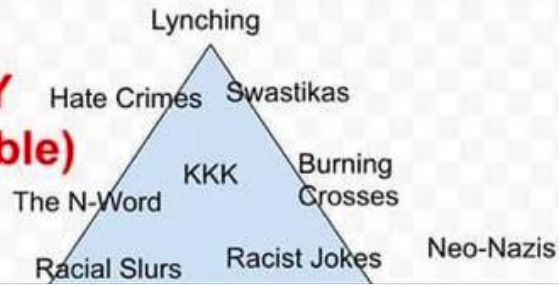 Lynching
Y
Hate Crimes
Swastikas
ble)
KKK
Burning
Crosses
The N-Word
Neo-Nazis
Racial Slurs
Racist Jokes